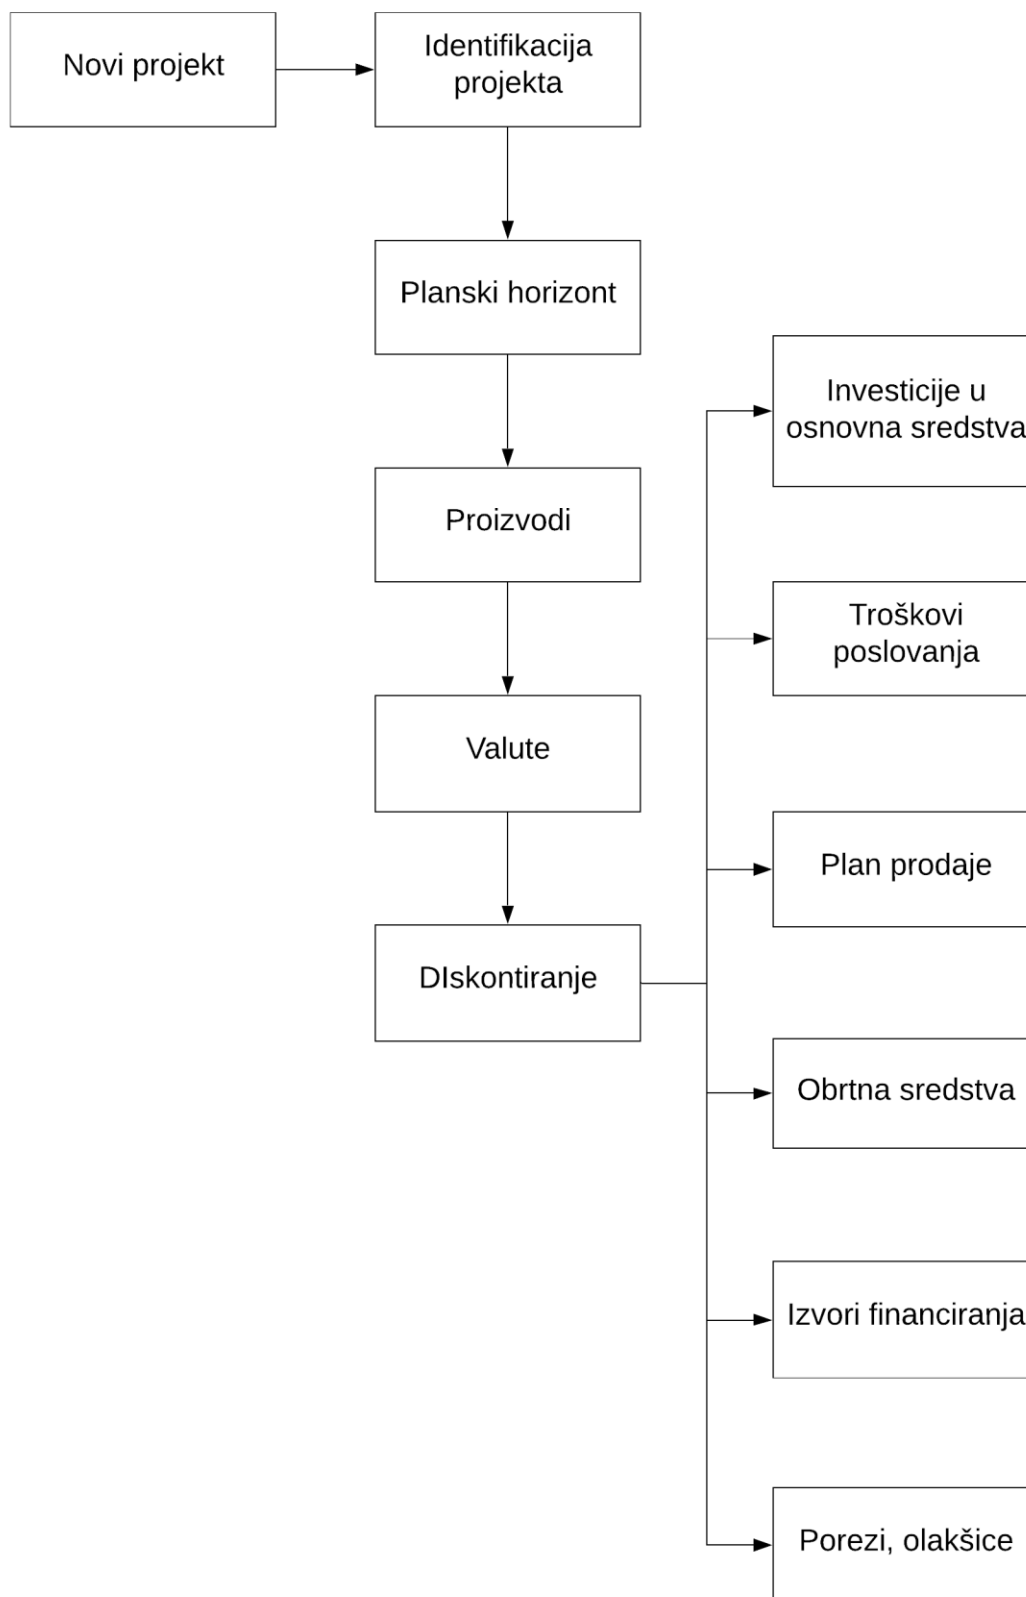 Novi projekt
Identifikacija
projekta
Planski horizont
Proizvodi
Valute
DIskontiranje
Investicije u
osnovna sredstva
Troškovi
poslovanja
Plan prodaje
Obrtna sredstva
Izvori financiranja
Porezi, olakšice